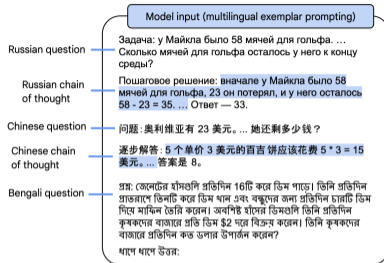 Model input (multilingual exemplar prompting)
Russian question
Задача: у Майкла было 58 мячей для гольфа. ...
Сколько мячей для гольфа осталось у него к концу
среды?
Russian chain
of thought
Пошаговое решение: вначале у Майкла было 58
мячей для гольфа, 23 он потерял, и у него осталось
58 - 23 = 35. ... Ответ — 33.
Chinese question
问题: 奥利维亚有 23 美元。... 她还剩多少钱？
Chinese chain
of thought
逐步解答: 5 个单价 3 美元的百吉饼应该花费 5 * 3 = 15
美元。... 答案是 8。
Bengali question
প্রশ্ন: জেনেটের হাঁসগুলি প্রতিদিন 16টি করে ডিম পাড়ে। তিনি প্রতিদিন
প্রাতরাশে তিনটি করে ডিম খান এবং বন্ধুদের জন্য প্রতিদিন চারটি ডিম
দিয়ে মাফিন তৈরি করেন। অবশিষ্ট হাঁসের ডিমগুলি তিনি প্রতিদিন
কৃষকদের বাজারে প্রতি ডিম $2 দরে বিক্রয় করেন। তিনি কৃষকদের
বাজারে প্রতিদিন কত ডলার উপার্জন করেন?
ধাপে ধাপে উত্তর: